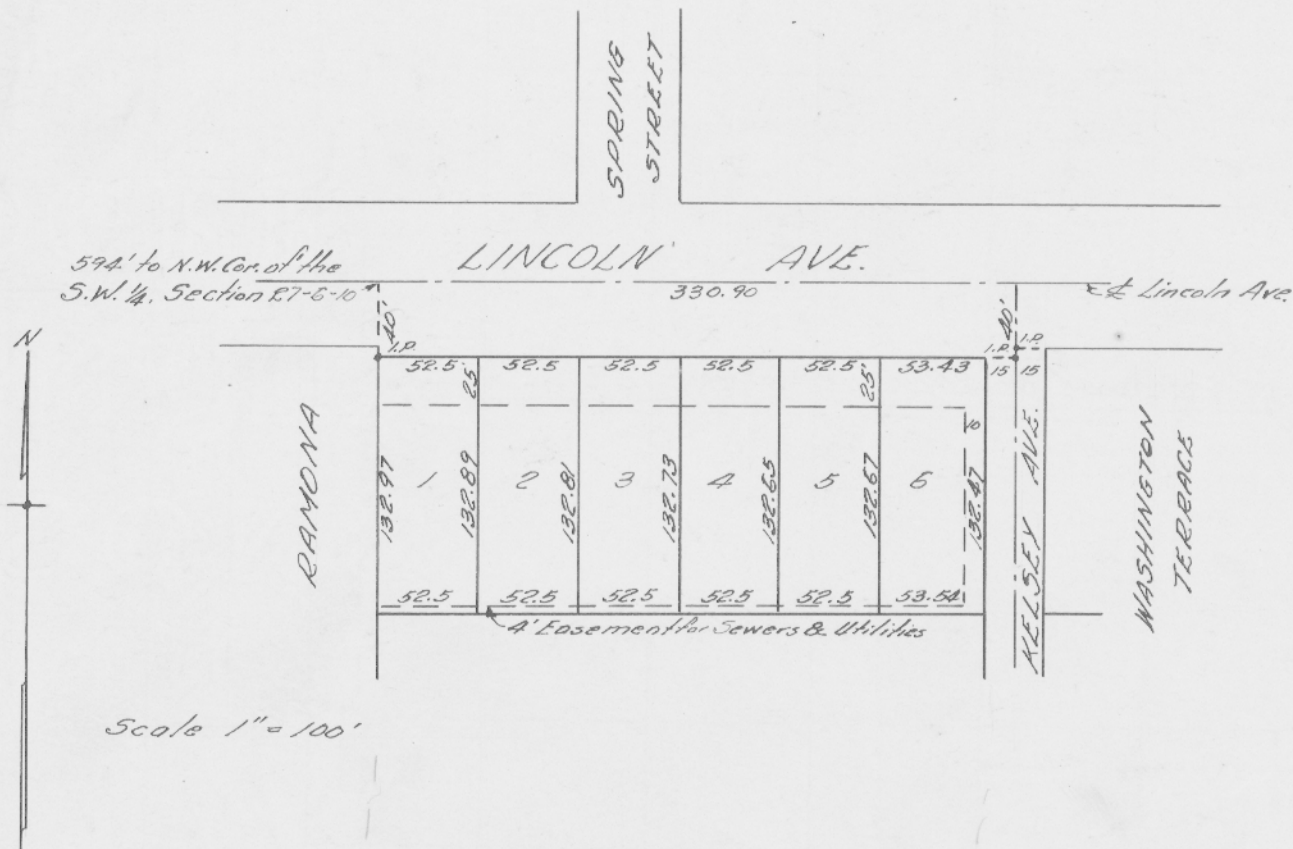 SPRING
STREET
LINCOLN AVE.
594' to N.W. Cor. of the
S.W. ¼. Section 27-6-10
330.90
℄ Lincoln Ave.
N
40'
40'
I.P.
I.P.
I.P.
52.5 52.5 52.5 52.5 52.5 53.43
15 15
25'
25'
10
RAMONA
132.97
1
132.89
2
132.81
3
132.73
4
132.65
5
132.67
6
132.47
KELSEY AVE.
WASHINGTON
TERRACE
52.5 52.5 52.5 52.5 52.5 53.54
4' Easement for Sewers & Utilities
Scale 1" = 100'